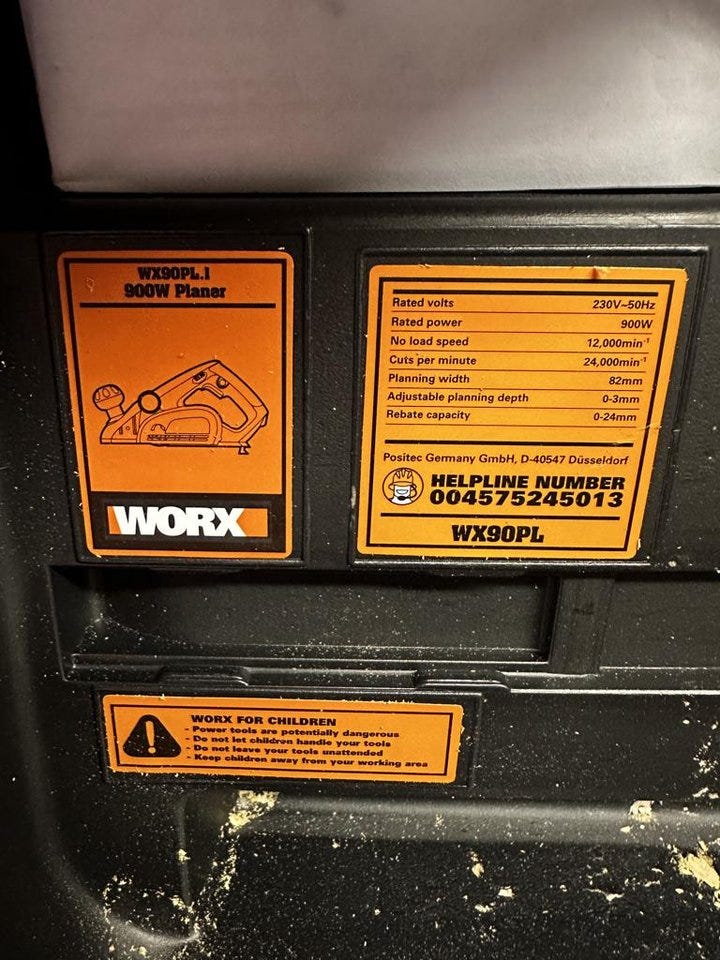 WX90PL.1
900W Planer
WORX
Rated volts 230V~50Hz
Rated power 900W
No load speed 12,000min⁻¹
Cuts per minute 24,000min⁻¹
Planning width 82mm
Adjustable planning depth 0-3mm
Rebate capacity 0-24mm
Positec Germany GmbH, D-40547 Düsseldorf
HELPLINE NUMBER
004575245013
WX90PL
WORX FOR CHILDREN
- Power tools are potentially dangerous
- Do not let children handle your tools
- Do not leave your tools unattended
- Keep children away from your working area